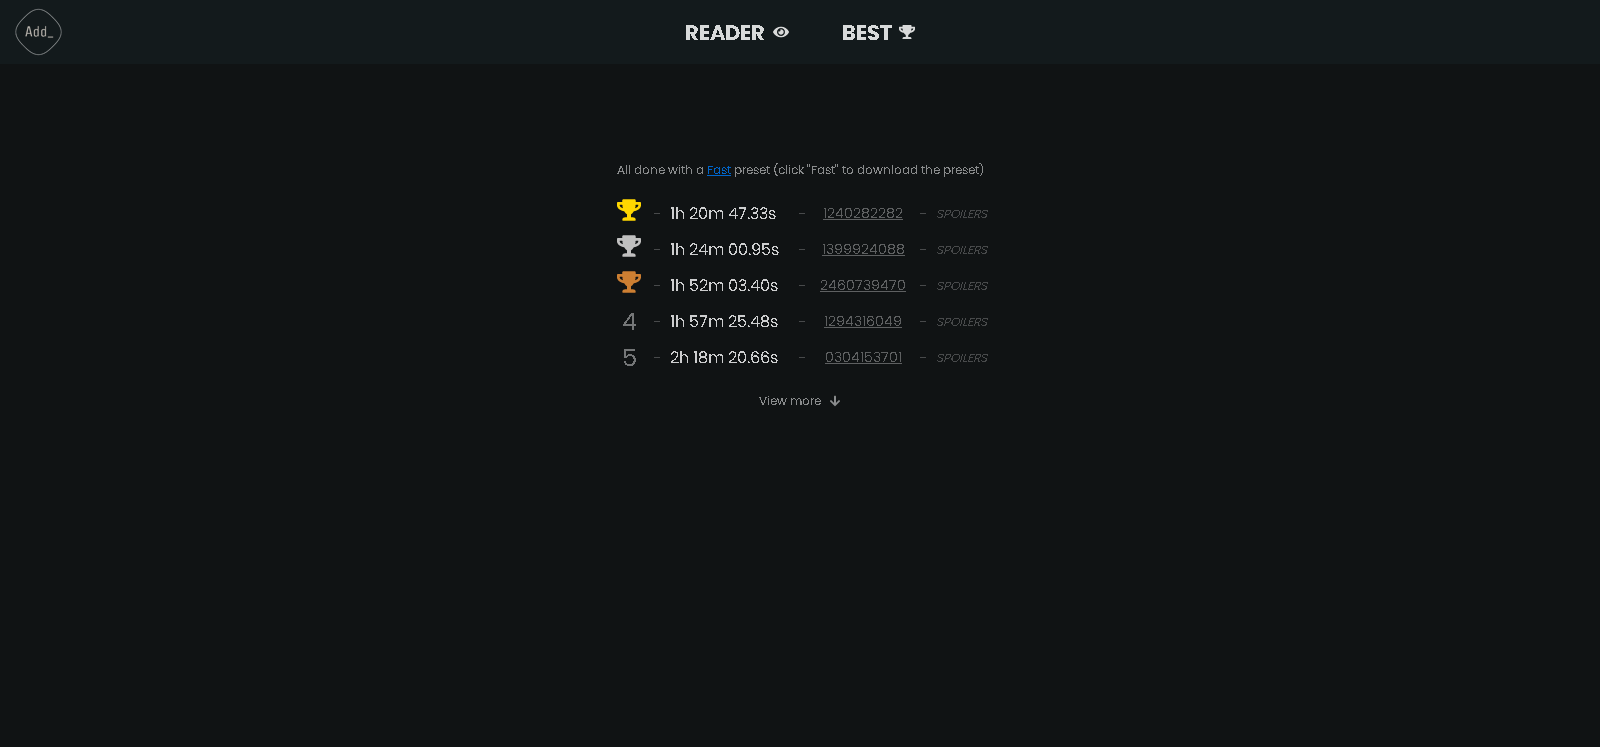 Add_
READER BEST
All done with a Fast preset (click "Fast" to download the preset)
- 1h 20m 47.33s - 1240282282 - SPOILERS
- 1h 24m 00.95s - 1399924088 - SPOILERS
- 1h 52m 03.40s - 2460739470 - SPOILERS
4 - 1h 57m 25.48s - 1294316049 - SPOILERS
5 - 2h 18m 20.66s - 0304153701 - SPOILERS
View more